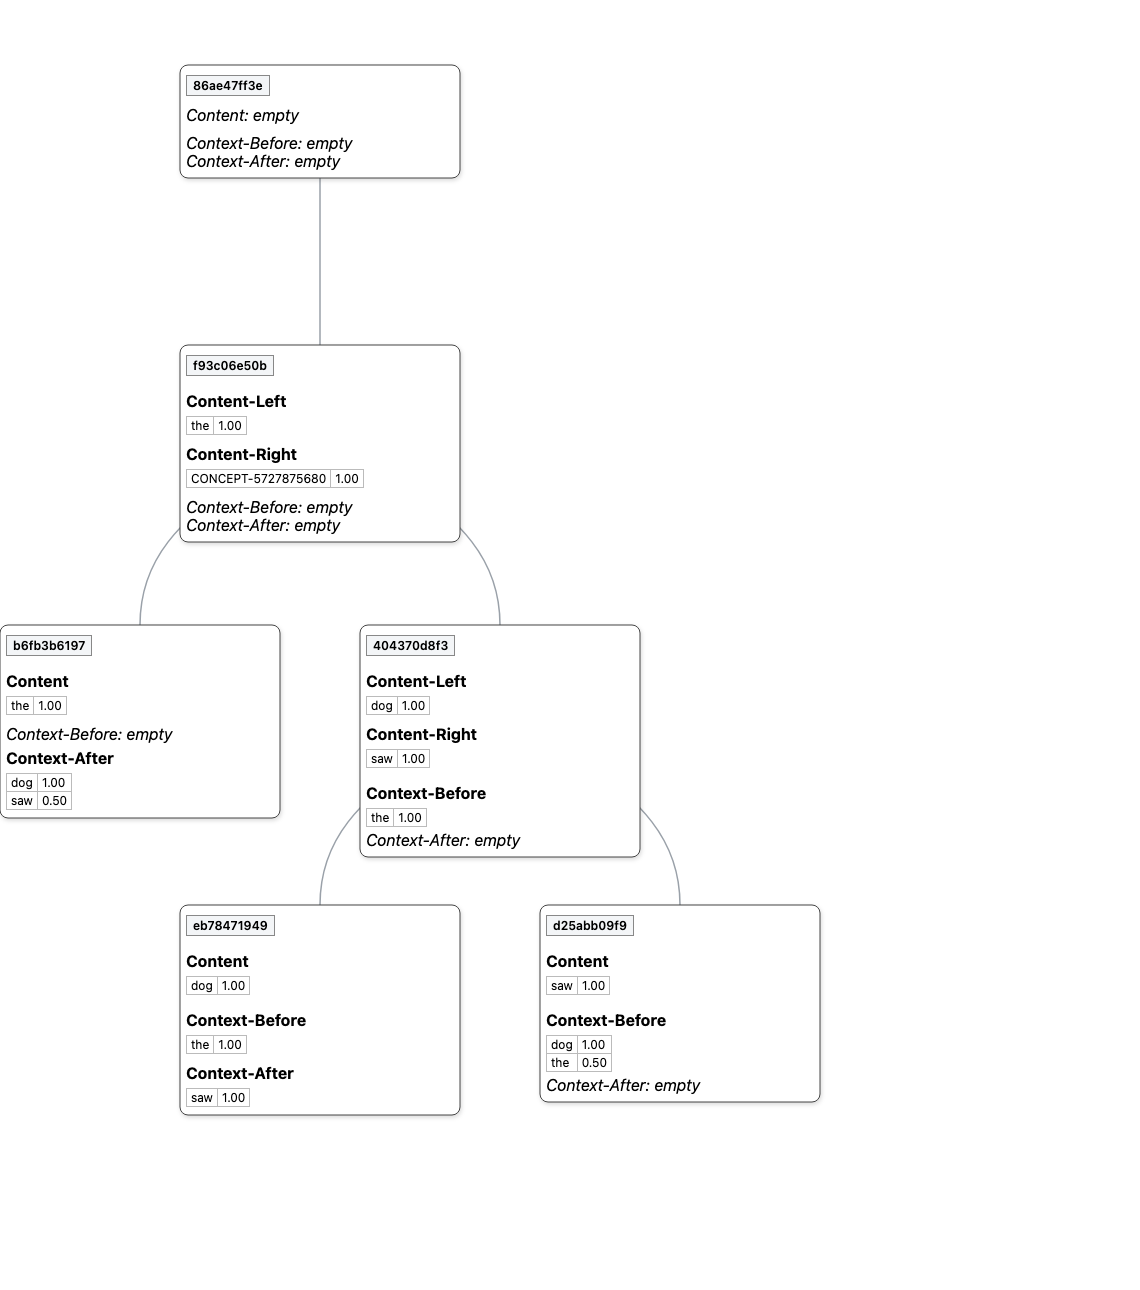 86ae47ff3e
Content: empty
Context-Before: empty
Context-After: empty
f93c06e50b
Content-Left
the 1.00
Content-Right
CONCEPT-5727875680 1.00
Context-Before: empty
Context-After: empty
b6fb3b6197
Content
the 1.00
Context-Before: empty
Context-After
dog 1.00
saw 0.50
404370d8f3
Content-Left
dog 1.00
Content-Right
saw 1.00
Context-Before
the 1.00
Context-After: empty
eb78471949
Content
dog 1.00
Context-Before
the 1.00
Context-After
saw 1.00
d25abb09f9
Content
saw 1.00
Context-Before
dog 1.00
the 0.50
Context-After: empty